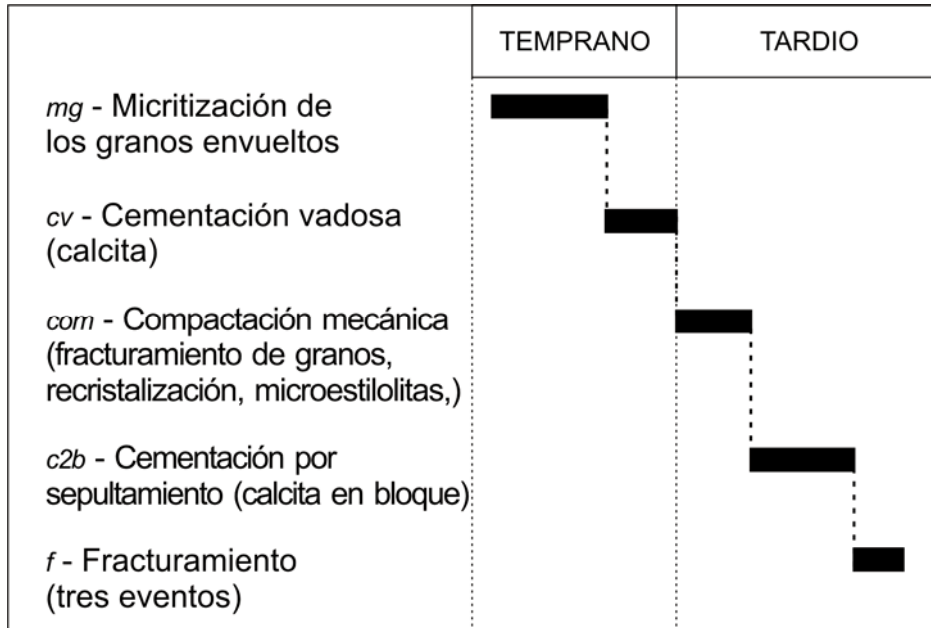 TEMPRANO TARDIO
mg - Micritización de
los granos envueltos
cv - Cementación vadosa
(calcita)
com - Compactación mecánica
(fracturamiento de granos,
recristalización, microestilolitas,)
c2b - Cementación por
sepultamiento (calcita en bloque)
f - Fracturamiento
(tres eventos)